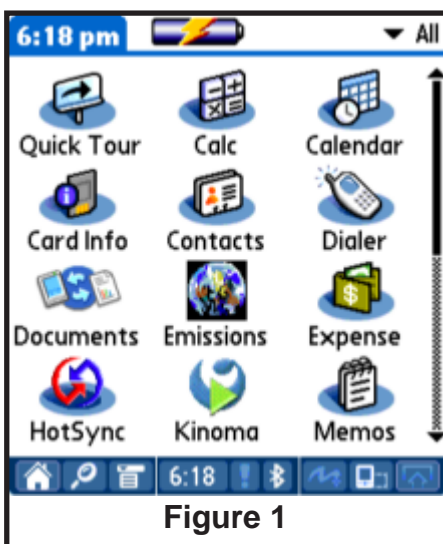 6:18 pm All
Quick Tour Calc Calendar
Card Info Contacts Dialer
Documents Emissions Expense
HotSync Kinoma Memos
6:18
Figure 1